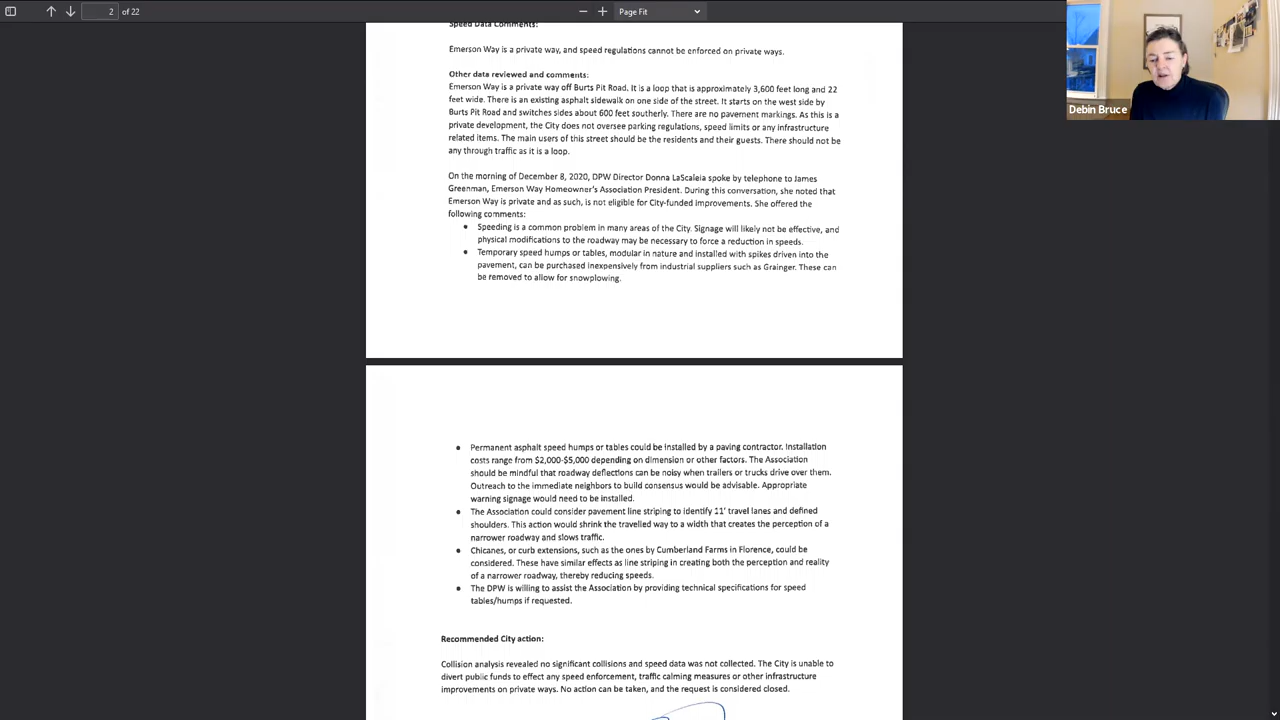 2
of 22
Page Fit
Debin Bruce
Speed Data Comments:
Emerson Way is a private way, and speed regulations cannot be enforced on private ways.
Other data reviewed and comments:
Emerson Way is a private way off Burts Pit Road. It is a loop that is approximately 3,600 feet long and 22
feet wide. There is an existing asphalt sidewalk on one side of the street. It starts on the west side by
Burts Pit Road and switches sides about 600 feet southerly. There are no pavement markings. As this is a
private development, the City does not oversee parking regulations, speed limits or any infrastructure
related items. The main users of this street should be the residents and their guests. There should not be
any through traffic as it is a loop.
On the morning of December 8, 2020, DPW Director Donna LaScaleia spoke by telephone to James
Greenman, Emerson Way Homeowner's Association President. During this conversation, she noted that
Emerson Way is private and as such, is not eligible for City-funded improvements. She offered the
following comments:
• Speeding is a common problem in many areas of the City. Signage will likely not be effective, and
physical modifications to the roadway may be necessary to force a reduction in speeds.
• Temporary speed humps or tables, modular in nature and installed with spikes driven into the
pavement, can be purchased inexpensively from industrial suppliers such as Grainger. These can
be removed to allow for snowplowing.
• Permanent asphalt speed humps or tables could be installed by a paving contractor. Installation
costs range from $2,000-$5,000 depending on dimension or other factors. The Association
should be mindful that roadway deflections can be noisy when trailers or trucks drive over them.
Outreach to the immediate neighbors to build consensus would be advisable. Appropriate
warning signage would need to be installed.
• The Association could consider pavement line striping to identify 11' travel lanes and defined
shoulders. This action would shrink the travelled way to a width that creates the perception of a
narrower roadway and slows traffic.
• Chicanes, or curb extensions, such as the ones by Cumberland Farms in Florence, could be
considered. These have similar effects as line striping in creating both the perception and reality
of a narrower roadway, thereby reducing speeds.
• The DPW is willing to assist the Association by providing technical specifications for speed
tables/humps if requested.
Recommended City action:
Collision analysis revealed no significant collisions and speed data was not collected. The City is unable to
divert public funds to effect any speed enforcement, traffic calming measures or other infrastructure
improvements on private ways. No action can be taken, and the request is considered closed.